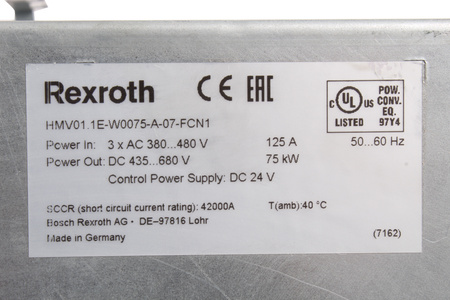 Rexroth CE EAC
HMV01.1E-W0075-A-07-FCN1
Power In: 3 x AC 380...480 V 125 A 50...60 Hz
Power Out: DC 435...680 V 75 kW
Control Power Supply: DC 24 V
SCCR (short circuit current rating): 42000A T(amb):40 °C
Bosch Rexroth AG • DE–97816 Lohr
Made in Germany (7162)
C UL US LISTED
POW.
CONV.
EQ.
97Y4